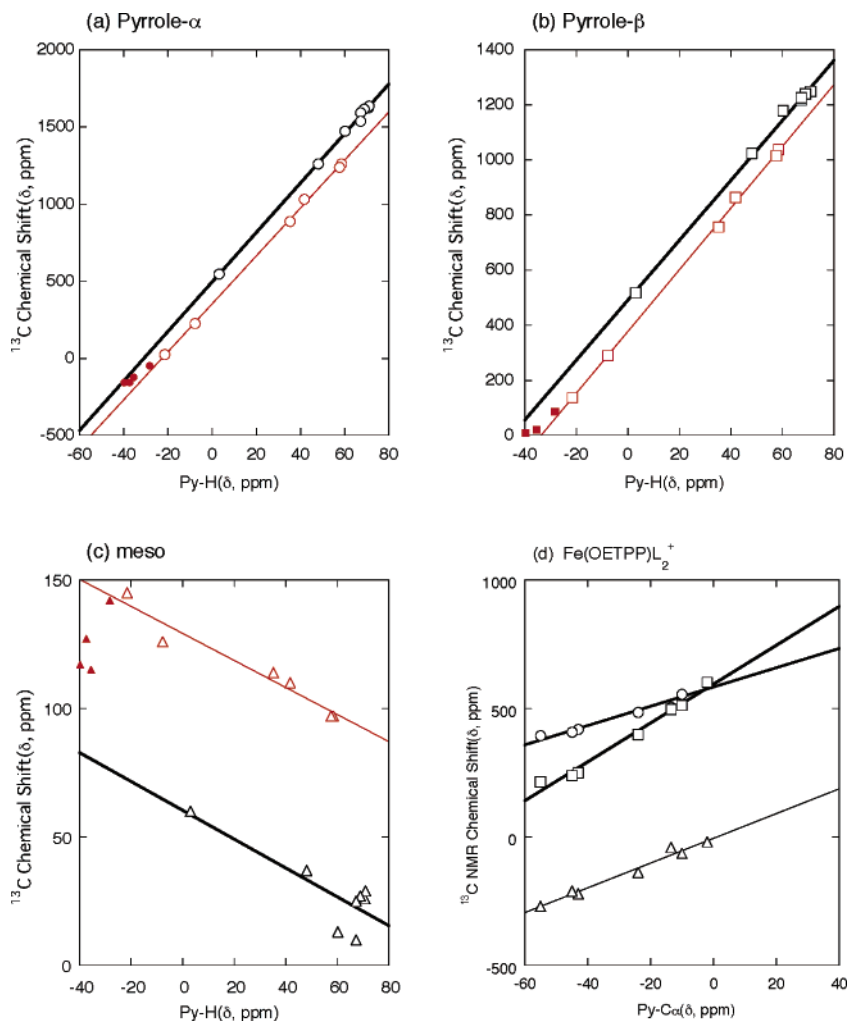 (a) Pyrrole-α
2000
1500
1000
500
0
-500
¹³C Chemical Shift(δ, ppm)
-60 -40 -20 0 20 40 60 80
Py-H(δ, ppm)
(b) Pyrrole-β
1400
1200
1000
800
600
400
200
0
¹³C Chemical Shift(δ, ppm)
-40 -20 0 20 40 60 80
Py-H(δ, ppm)
(c) meso
150
100
50
0
¹³C Chemical Shift(δ, ppm)
-40 -20 0 20 40 60 80
Py-H(δ, ppm)
(d) Fe(OETPP)L₂⁺
1000
500
0
-500
¹³C NMR Chemical Shift(δ, ppm)
-60 -40 -20 0 20 40
Py-Cα(δ, ppm)